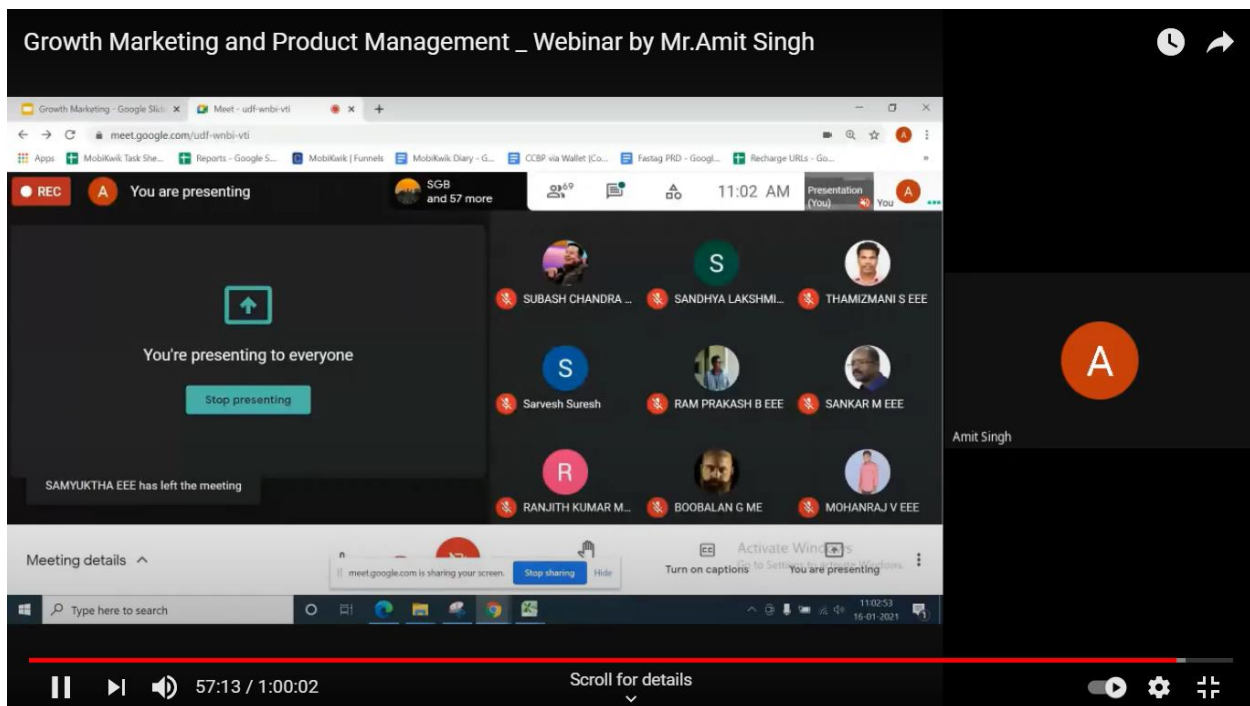 Growth Marketing and Product Management _ Webinar by Mr.Amit Singh
Growth Marketing - Google Slid
Meet - udf-wnbi-vti
meet.google.com/udf-wnbi-vti
A
Apps
MobiKwik Task She...
Reports - Google S...
MobiKwik | Funnels
MobiKwik Diary - G...
CCBP via Wallet (Co...
Fastag PRD - Googl...
Recharge URLs - Go...
REC
A
You are presenting
SGB
and 57 more
69
11:02 AM
Presentation
(You)
You
A
S
SUBASH CHANDRA ...
SANDHYA LAKSHMI...
THAMIZMANI S EEE
You're presenting to everyone
Stop presenting
S
Sarvesh Suresh
RAM PRAKASH B EEE
SANKAR M EEE
A
Amit Singh
R
SAMYUKTHA EEE has left the meeting
RANJITH KUMAR M...
BOOBALAN G ME
MOHANRAJ V EEE
Meeting details
meet.google.com is sharing your screen.
Stop sharing
Hide
CC
Turn on captions
Activate Windows
Go to Settings
You are presenting
Type here to search
11:02:53
16-01-2021
57:13 / 1:00:02
Scroll for details